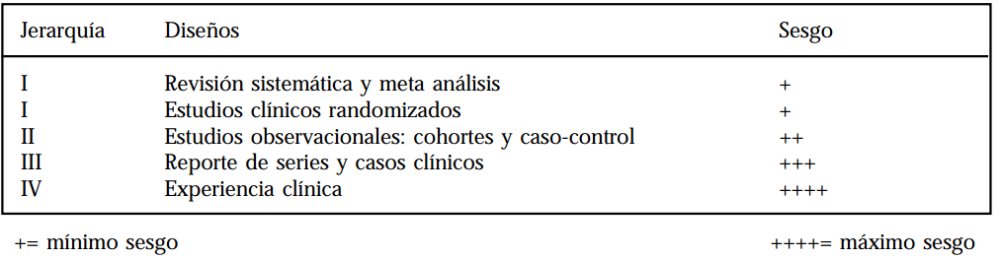 Jerarquía Diseños Sesgo
I Revisión sistemática y meta análisis +
I Estudios clínicos randomizados +
II Estudios observacionales: cohortes y caso-control ++
III Reporte de series y casos clínicos +++
IV Experiencia clínica ++++
+= mínimo sesgo ++++= máximo sesgo